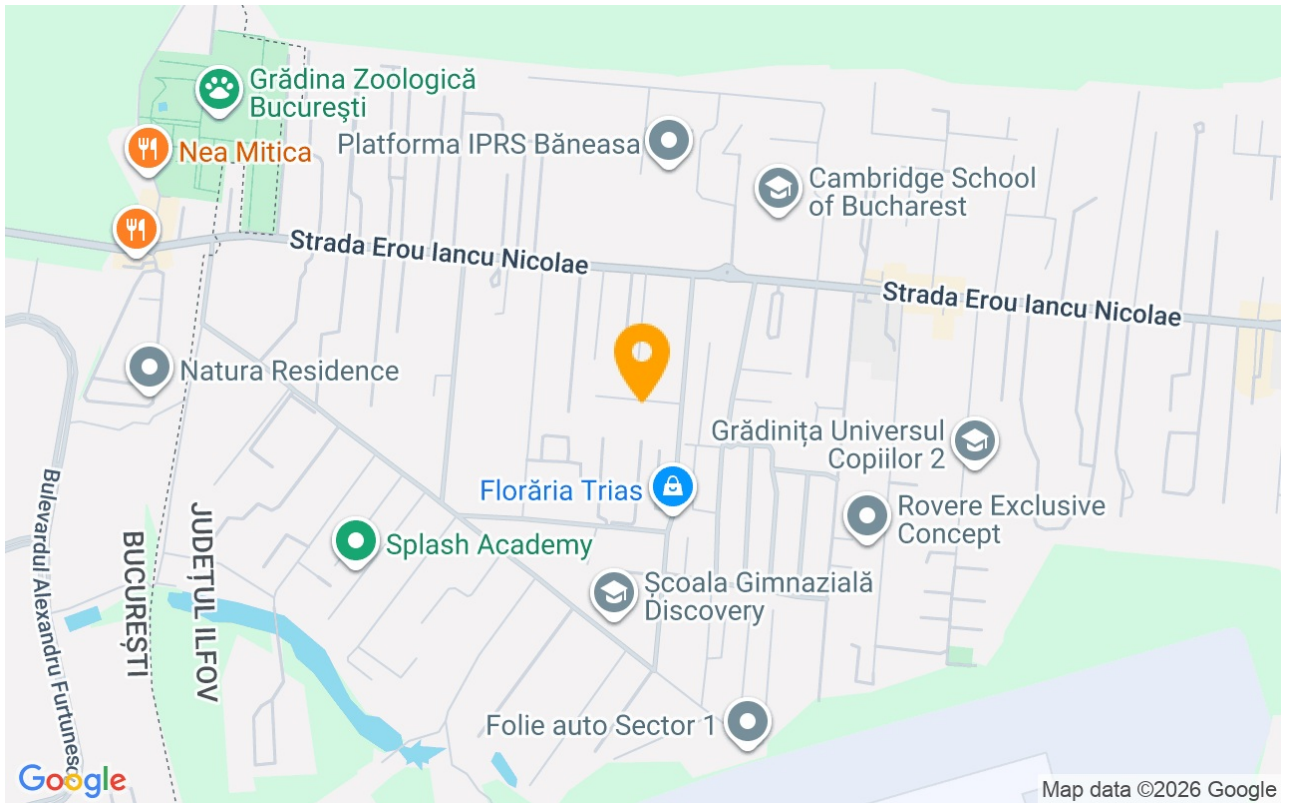 Grădina Zoologică
București
Nea Mitica
Platforma IPRS Băneasa
Cambridge School
of Bucharest
Strada Erou Iancu Nicolae
Strada Erou Iancu Nicolae
Natura Residence
Grădinița Universul
Copiilor 2
Florăria Trias
Rovere Exclusive
Concept
Splash Academy
Școala Gimnazială
Discovery
JUDEȚUL ILFOV
BUCUREȘTI
Bulevardul Alexandru Furtunescu
Folie auto Sector 1
Google
Map data ©2026 Google